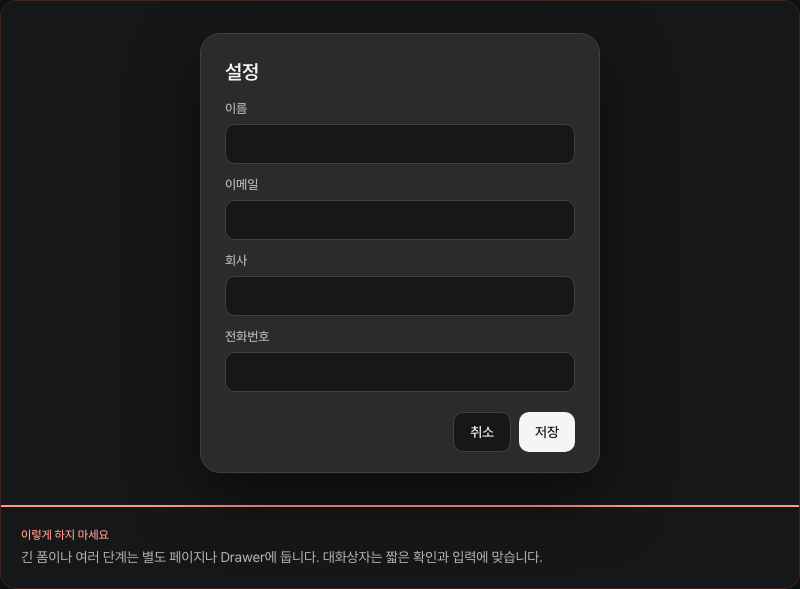 설정
이름
이메일
회사
전화번호
취소 저장
이렇게 하지 마세요
긴 폼이나 여러 단계는 별도 페이지나 Drawer에 둡니다. 대화상자는 짧은 확인과 입력에 맞습니다.